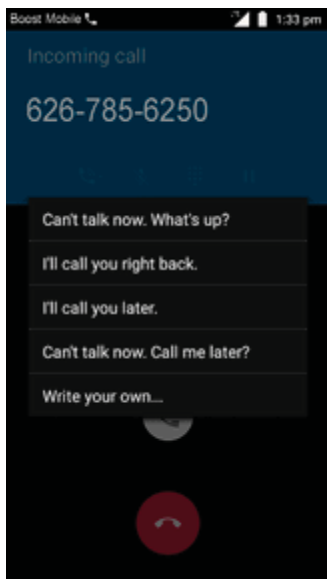 Boost Mobile 1:33 pm
Incoming call
626-785-6250
Can't talk now. What's up?
I'll call you right back.
I'll call you later.
Can't talk now. Call me later?
Write your own...